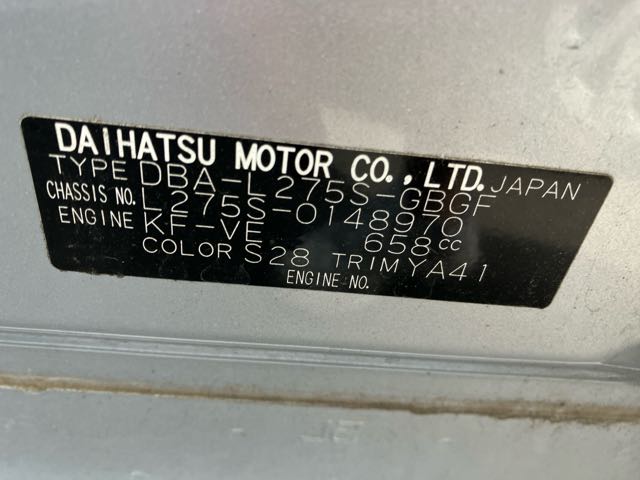 DAIHATSU MOTOR CO., LTD. JAPAN
TYPE DBA-L275S-GBGF
CHASSIS NO. L275S-0148970
ENGINE KF-VE 658cc
COLOR S28 TRIM YA41
ENGINE NO.